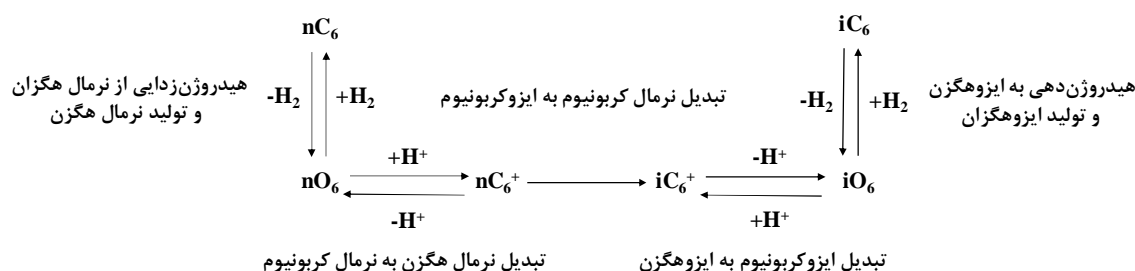 nC₆
iC₆
هیدروژن‌زدایی از نرمال هگزان
و تولید نرمال هگزن
-H₂
+H₂
تبدیل نرمال کربونیوم به ایزوکربونیوم
-H₂
+H₂
هیدروژن‌دهی به ایزوهگزن
و تولید ایزوهگزان
+H⁺
-H⁺
nO₆
nC₆⁺
iC₆⁺
iO₆
-H⁺
+H⁺
تبدیل نرمال هگزن به نرمال کربونیوم
تبدیل ایزوکربونیوم به ایزوهگزن